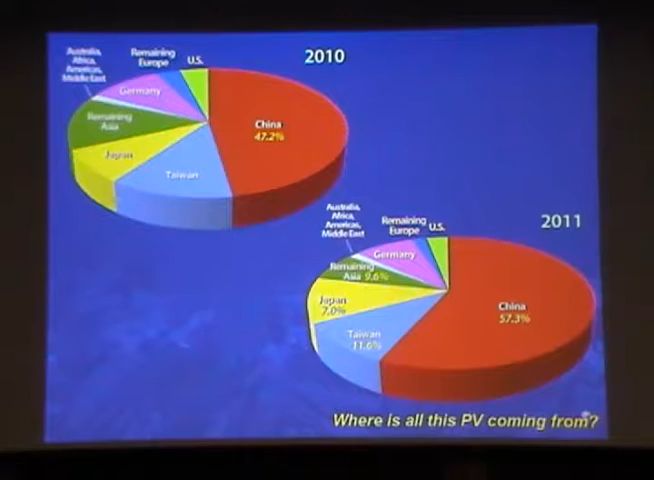 2010
Australia,
Africa,
Americas,
Middle East
Remaining
Europe
U.S.
Germany
Remaining
Asia
Japan
Taiwan
China
47.2%
2011
Australia,
Africa,
Americas,
Middle East
Remaining
Europe
U.S.
Germany
Remaining
Asia 9.6%
Japan
7.0%
Taiwan
11.6%
China
57.3%
Where is all this PV coming from?